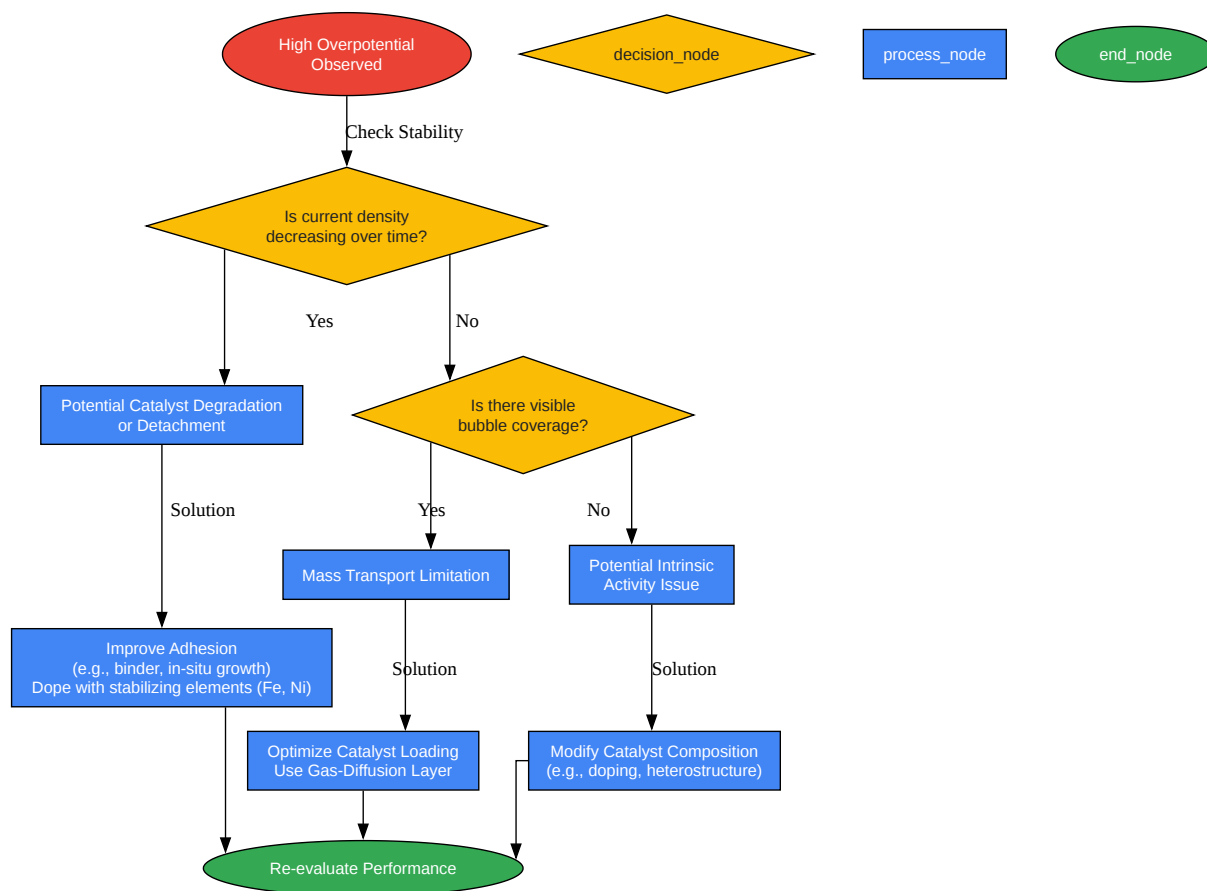 High Overpotential
Observed
decision_node
process_node
end_node
Check Stability
Is current density
decreasing over time?
Yes
No
Potential Catalyst Degradation
or Detachment
Is there visible
bubble coverage?
Solution
Yes
No
Mass Transport Limitation
Potential Intrinsic
Activity Issue
Improve Adhesion
(e.g., binder, in-situ growth)
Dope with stabilizing elements (Fe, Ni)
Solution
Solution
Optimize Catalyst Loading
Use Gas-Diffusion Layer
Modify Catalyst Composition
(e.g., doping, heterostructure)
Re-evaluate Performance